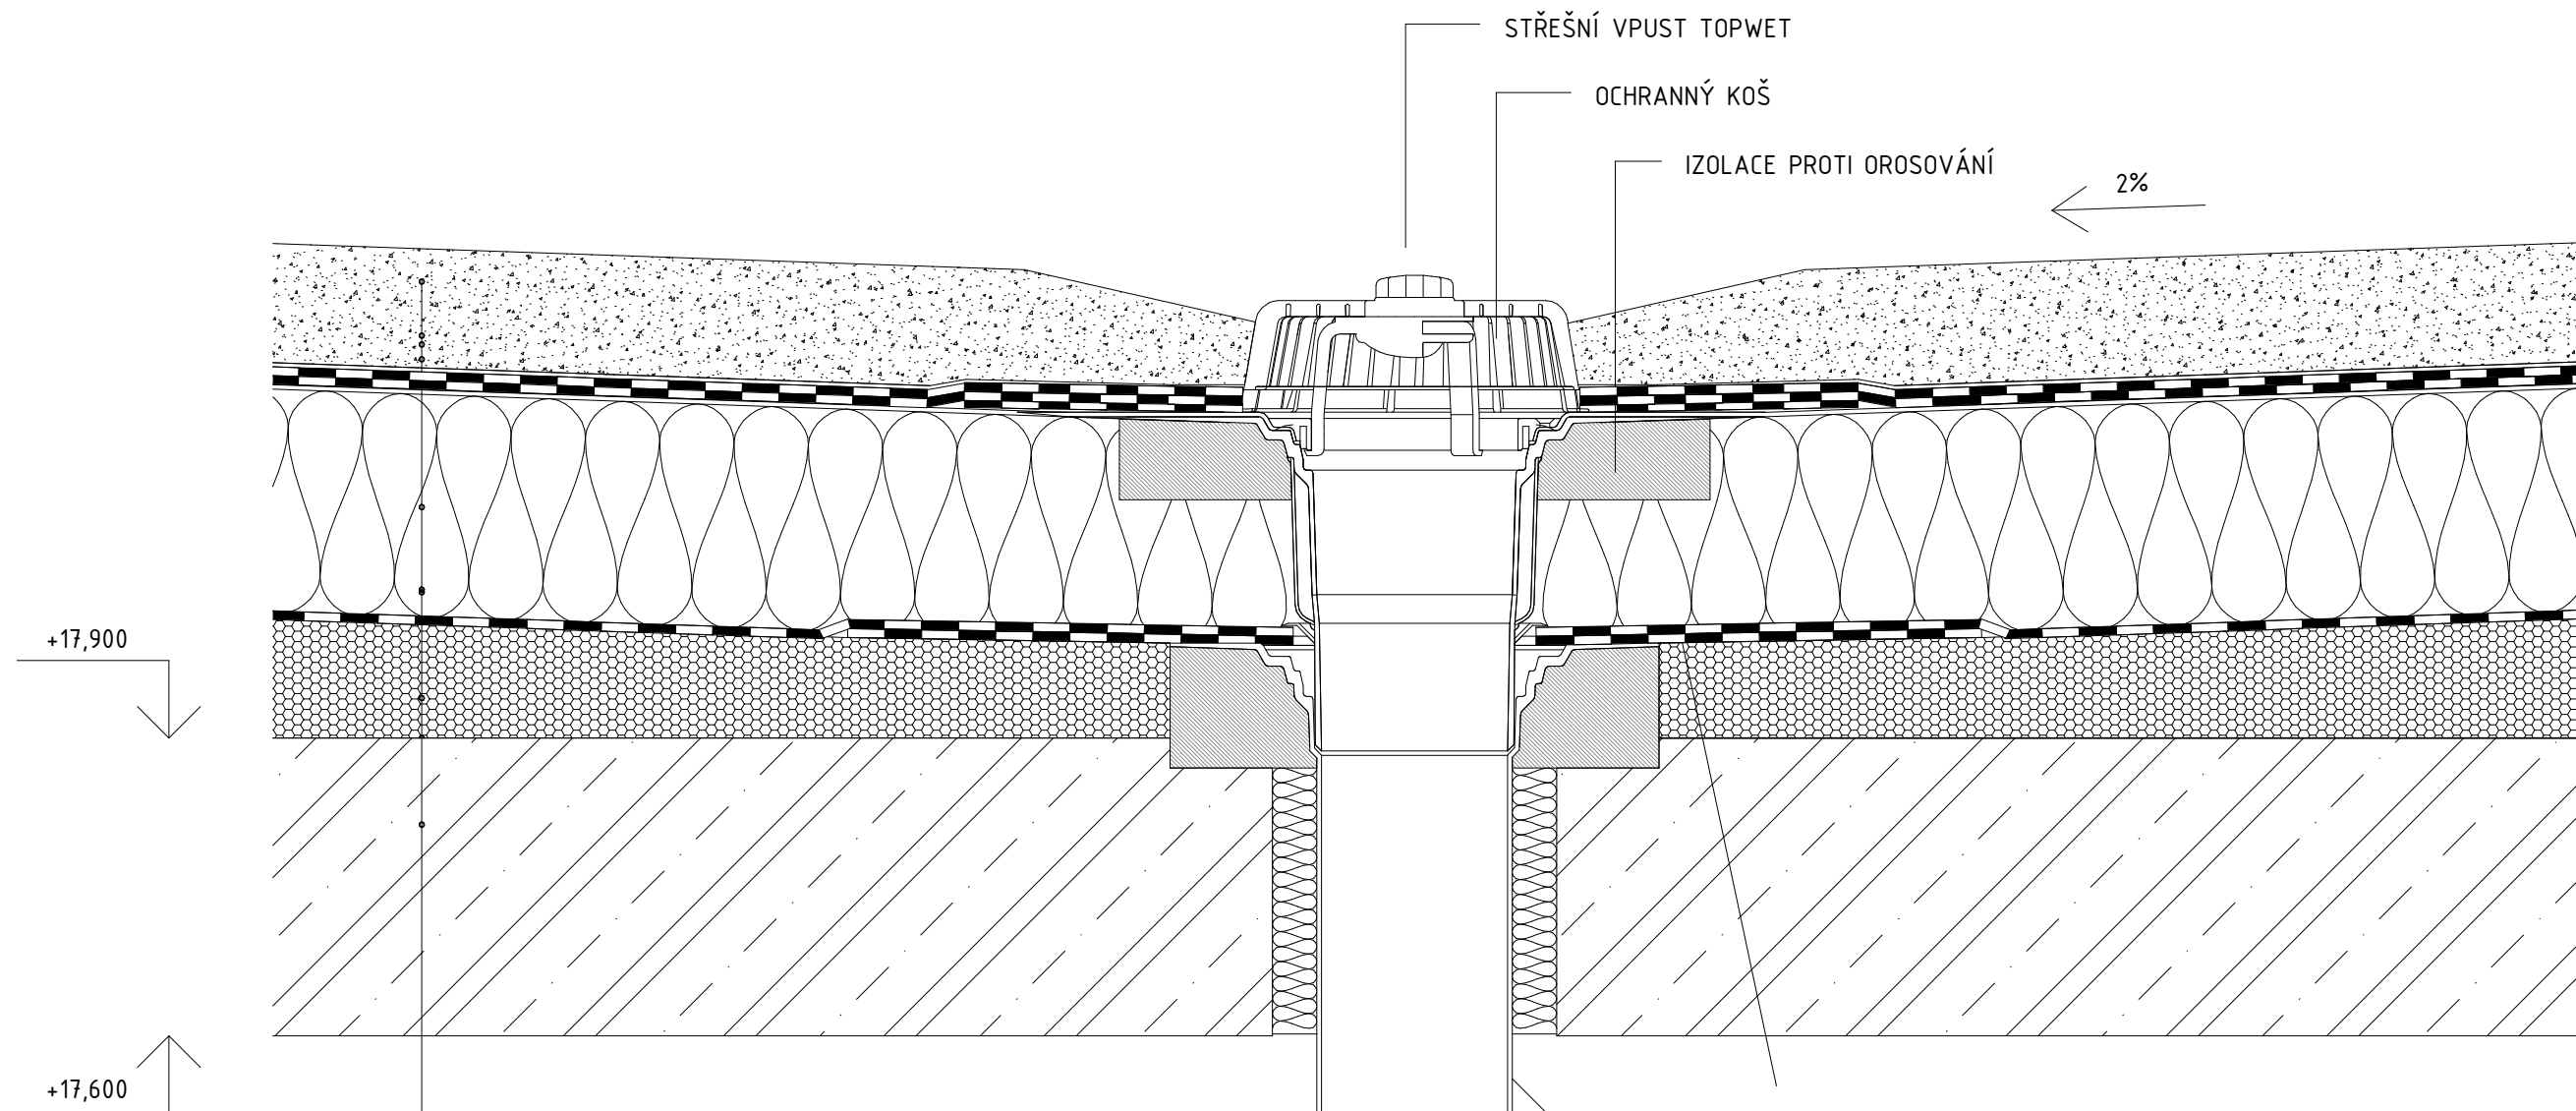 STŘEŠNÍ VPUST TOPWET
OCHRANNÝ KOŠ
IZOLACE PROTI OROSOVÁNÍ
2%
+17,900
+17,600